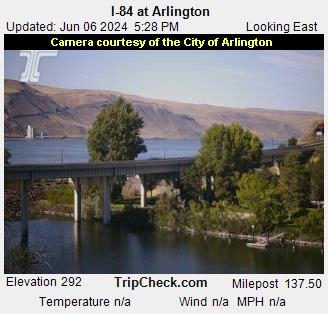 I-84 at Arlington
Updated: Jun 06 2024 5:28 PM Looking East
Camera courtesy of the City of Arlington
Elevation 292 TripCheck.com Milepost 137.50
Temperature n/a Wind n/a MPH n/a